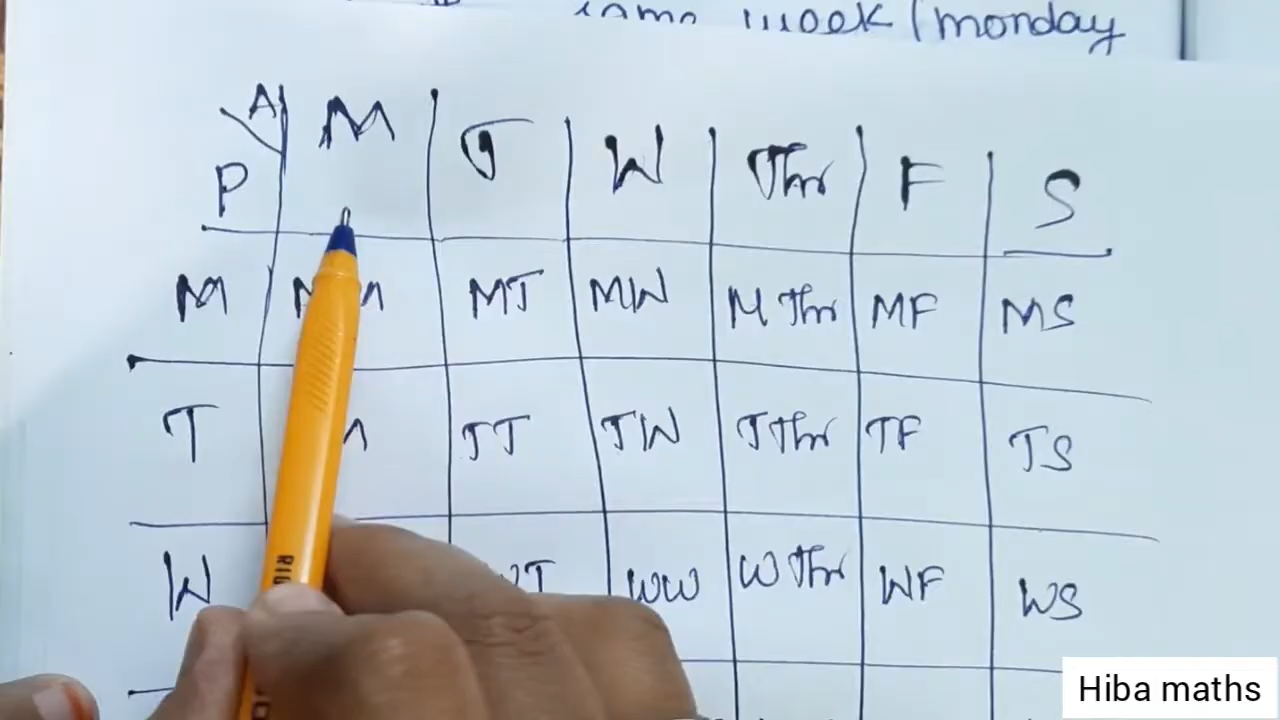 week / monday
A M T W Thr F S
P
M MT MW M Thr MF MS
T TT TW T Thr TF TS
W WW W Thr WF WS
Hiba maths